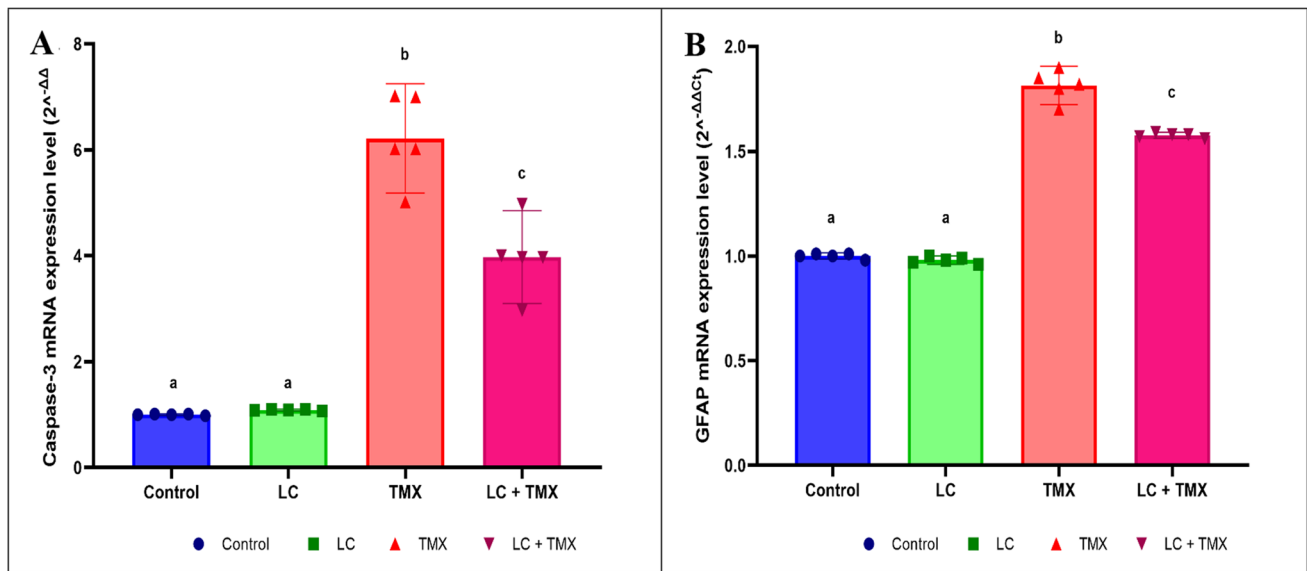 A
Caspase-3 mRNA expression level (2^-ΔΔ
8
6
4
2
0
a
a
b
c
Control LC TMX LC + TMX
Control LC TMX LC + TMX
B
GFAP mRNA expression level (2^-ΔΔCt)
2.0
1.5
1.0
0.5
0.0
a
a
b
c
Control LC TMX LC + TMX
Control LC TMX LC + TMX